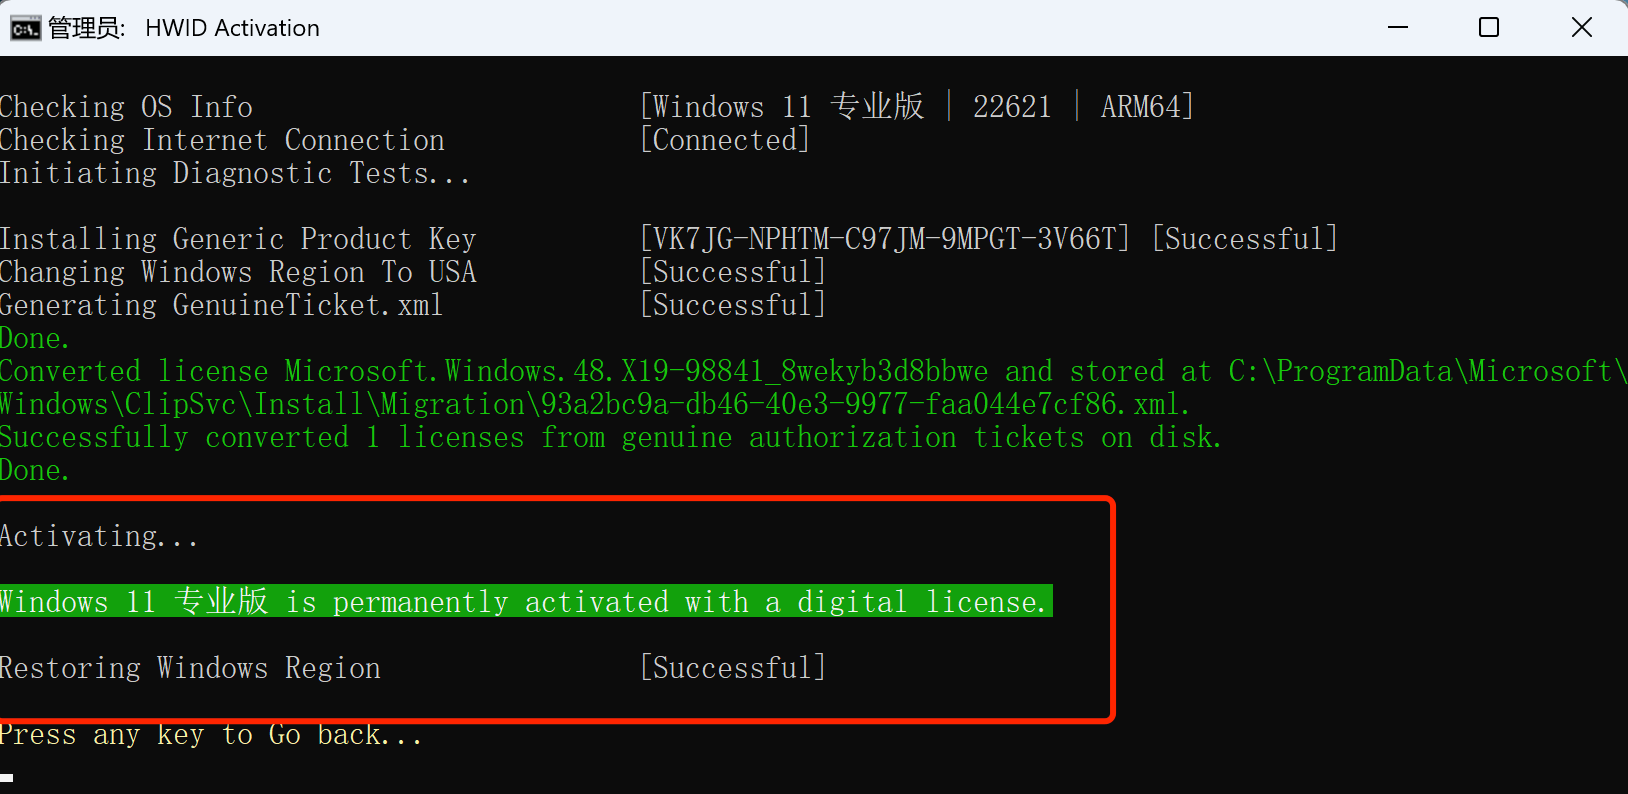 管理员: HWID Activation
Checking OS Info [Windows 11 专业版 | 22621 | ARM64]
Checking Internet Connection [Connected]
Initiating Diagnostic Tests...
Installing Generic Product Key [VK7JG-NPHTM-C97JM-9MPGT-3V66T] [Successful]
Changing Windows Region To USA [Successful]
Generating GenuineTicket.xml [Successful]
Done.
Converted license Microsoft.Windows.48.X19-98841_8wekyb3d8bbwe and stored at C:\ProgramData\Microsoft\
Windows\ClipSvc\Install\Migration\93a2bc9a-db46-40e3-9977-faa044e7cf86.xml.
Successfully converted 1 licenses from genuine authorization tickets on disk.
Done.
Activating...
Windows 11 专业版 is permanently activated with a digital license.
Restoring Windows Region [Successful]
Press any key to Go back...